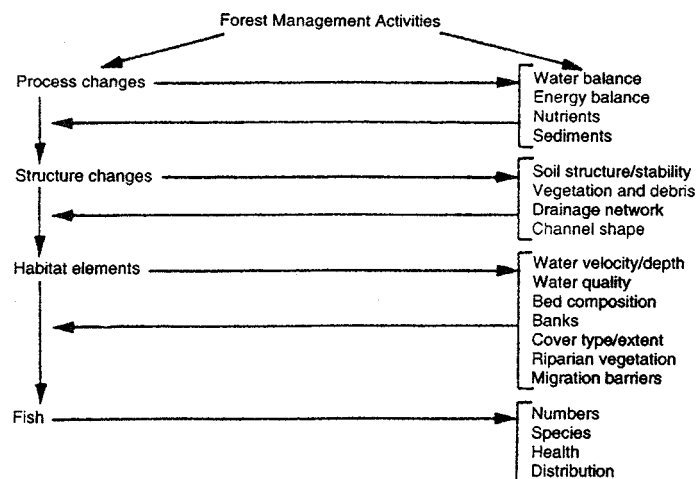 Forest Management Activities
Process changes
Water balance
Energy balance
Nutrients
Sediments
Structure changes
Soil structure/stability
Vegetation and debris
Drainage network
Channel shape
Habitat elements
Water velocity/depth
Water quality
Bed composition
Banks
Cover type/extent
Riparian vegetation
Migration barriers
Fish
Numbers
Species
Health
Distribution